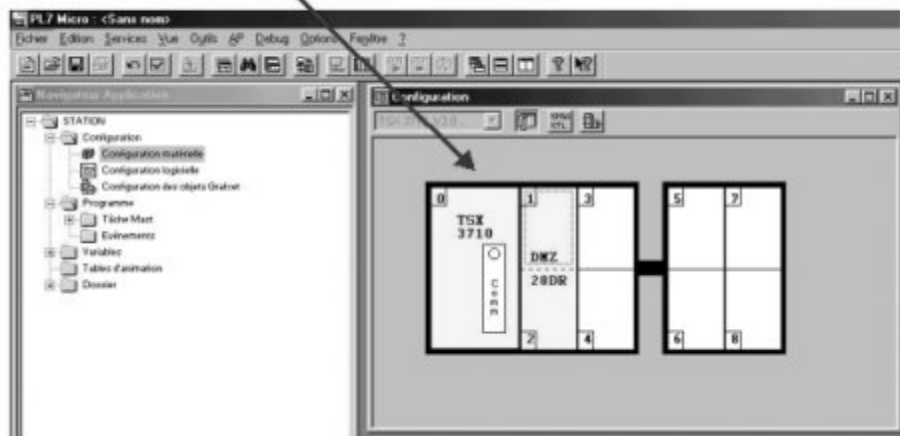 PL7 Micro : <Sans nom>
Fichier Edition Services Vue Outils AP Debug Options Fenêtre ?
Navigateur Application
Configuration
STATION
Configuration
Configuration matérielle
Configuration logicielle
Configuration des objets Grafcet
Programme
Tâche Mast
Evénements
Variables
Tables d'animation
Dossier
0
1
3
5
7
TSX
3710
DMZ
28DR
Comm
2
4
6
8